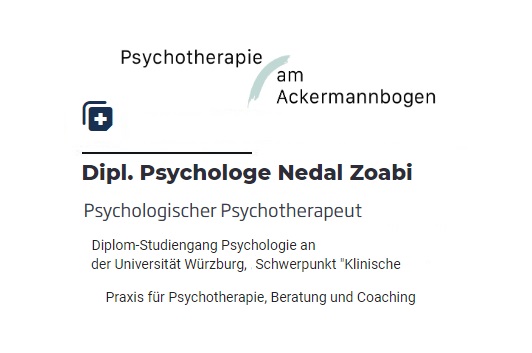 Psychotherapie
am
Ackermannbogen
Dipl. Psychologe Nedal Zoabi
Psychologischer Psychotherapeut
Diplom-Studiengang Psychologie an
der Universität Würzburg, Schwerpunkt "Klinische
Praxis für Psychotherapie, Beratung und Coaching